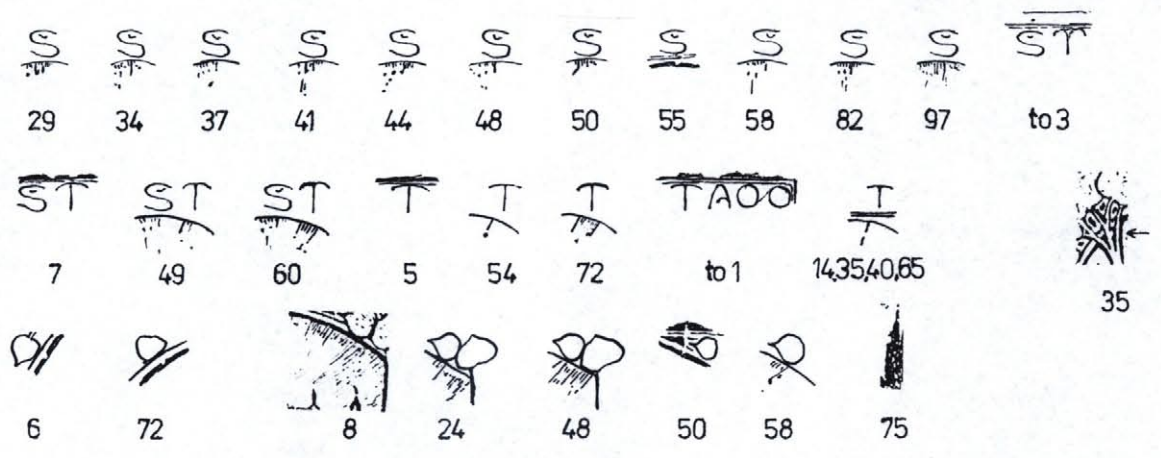 S S S S S S S S S S S ST
29 34 37 41 44 48 50 55 58 82 97 to 3
ST ST ST T T T TAOO T
7 49 60 5 54 72 to 1 14,35,40,65
35
6 72 8 24 48 50 58 75